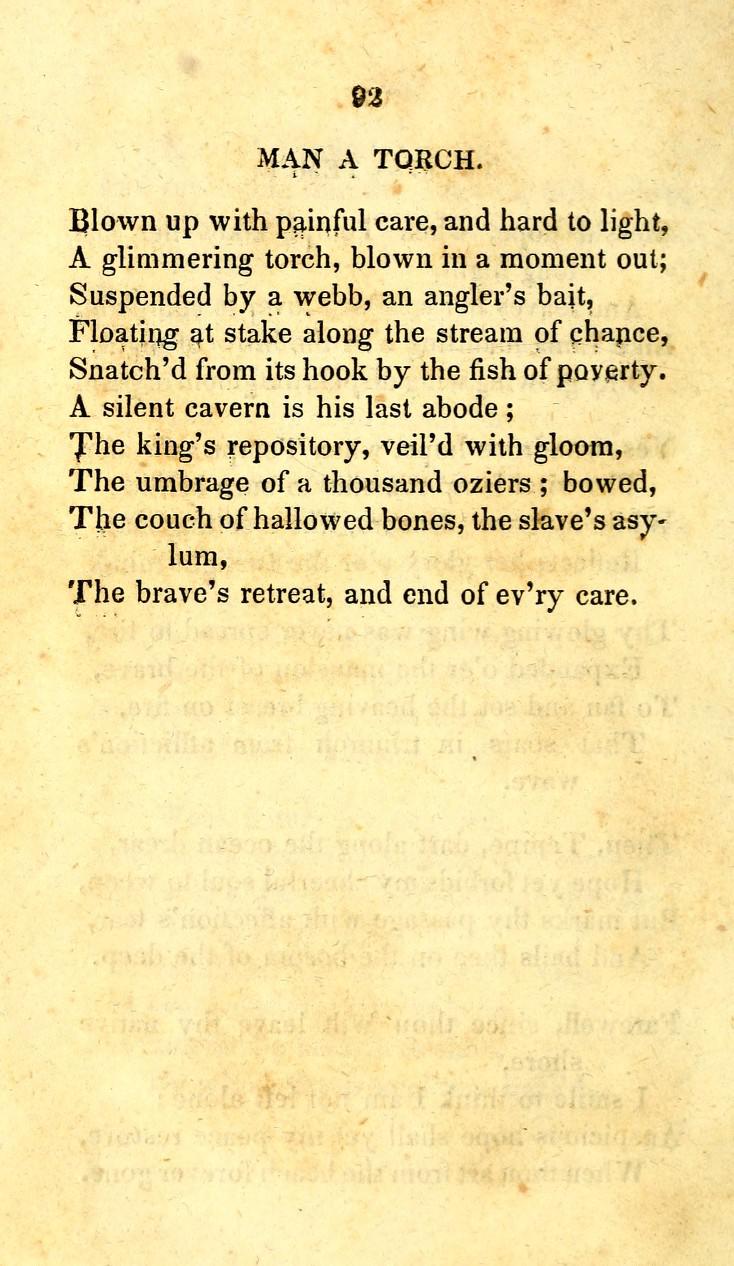 92
MAN A TORCH.
Blown up with painful care, and hard to light,
A glimmering torch, blown in a moment out;
Suspended by a webb, an angler's bait,
Floating at stake along the stream of chance,
Snatch'd from its hook by the fish of poverty.
A silent cavern is his last abode;
The king's repository, veil'd with gloom,
The umbrage of a thousand oziers; bowed,
The couch of hallowed bones, the slave's asy-
lum,
The brave's retreat, and end of ev'ry care.